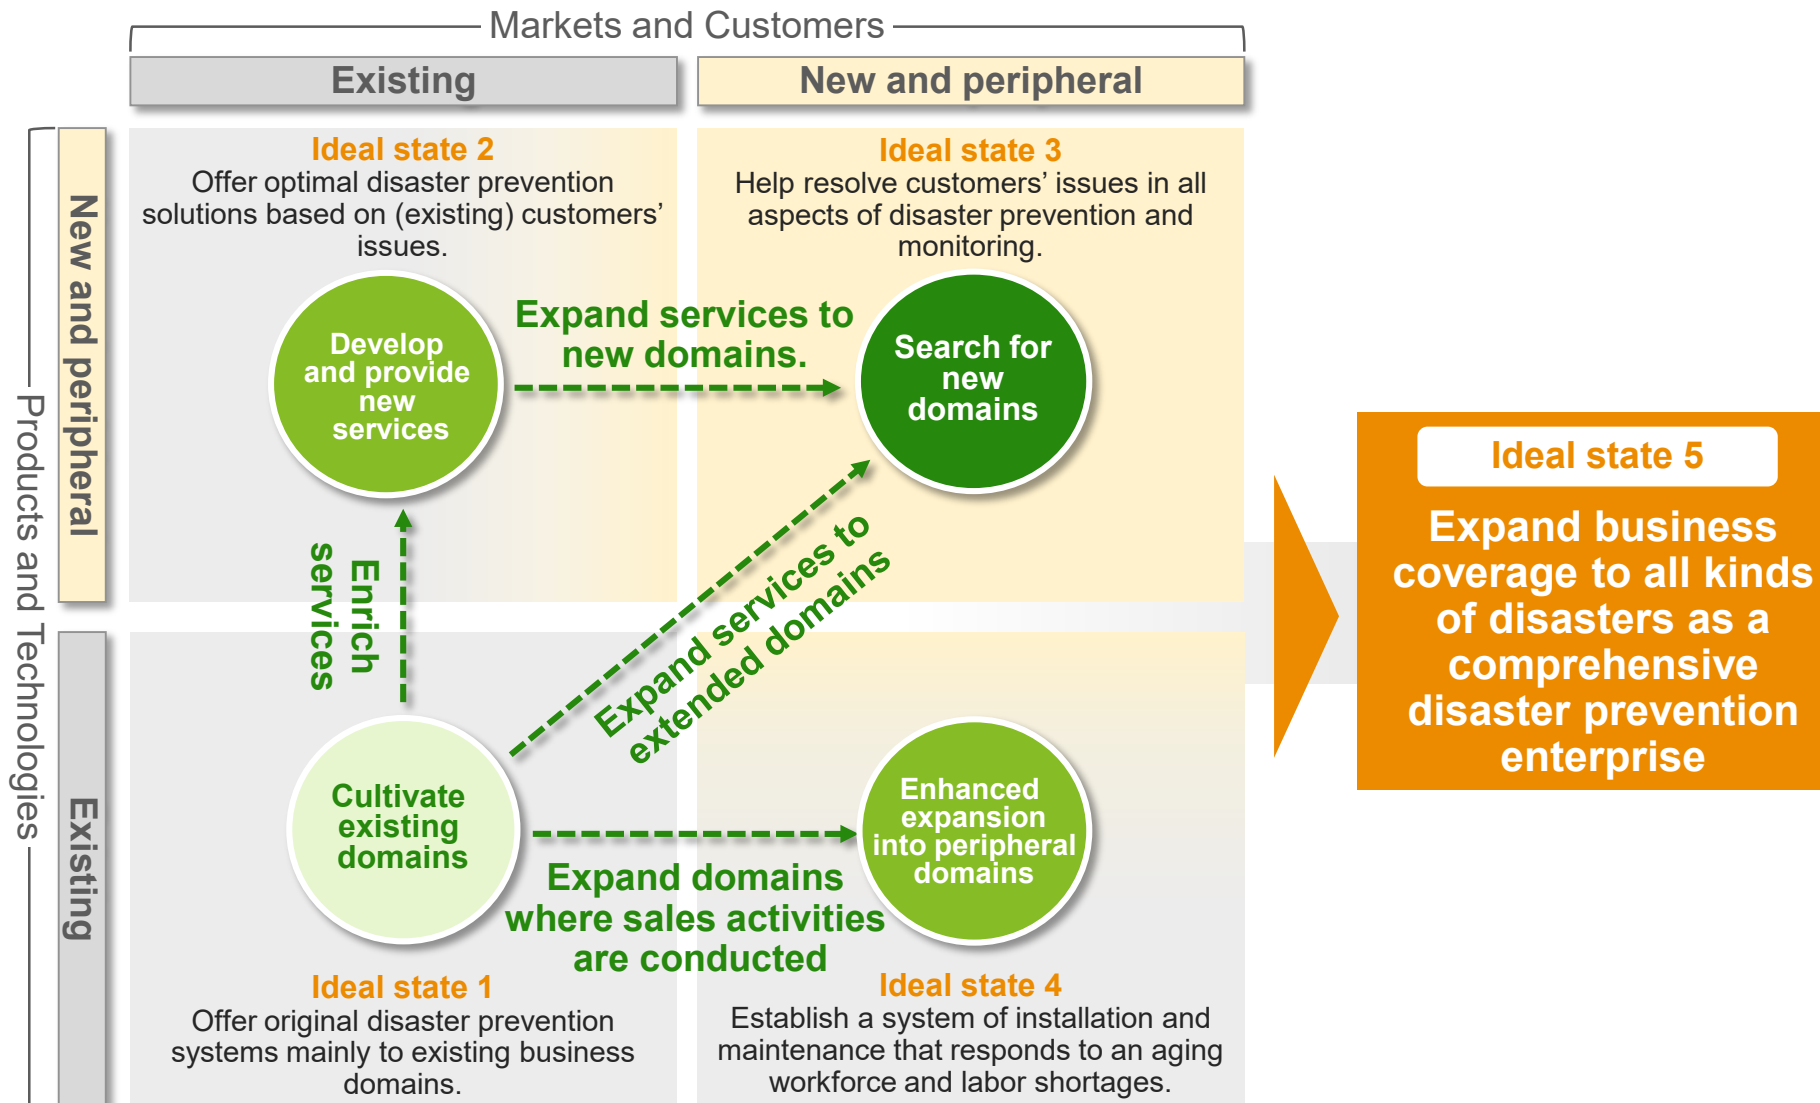 Markets and Customers
Existing
New and peripheral
Products and Technologies
New and peripheral
Existing
Ideal state 2
Offer optimal disaster prevention
solutions based on (existing) customers’
issues.
Develop
and provide
new
services
Expand services to
new domains.
Ideal state 3
Help resolve customers’ issues in all
aspects of disaster prevention and
monitoring.
Search for
new
domains
Enrich
services
Expand services to
extended domains
Cultivate
existing
domains
Expand domains
where sales activities
are conducted
Enhanced
expansion
into peripheral
domains
Ideal state 1
Offer original disaster prevention
systems mainly to existing business
domains.
Ideal state 4
Establish a system of installation and
maintenance that responds to an aging
workforce and labor shortages.
Ideal state 5
Expand business
coverage to all kinds
of disasters as a
comprehensive
disaster prevention
enterprise